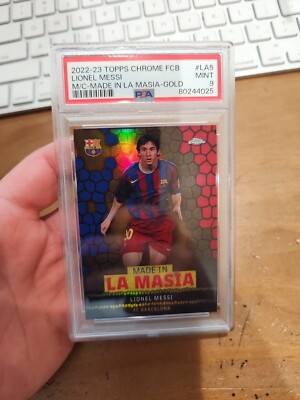 2022-23 TOPPS CHROME FCB #LA5
LIONEL MESSI MINT
M/C-MADE IN LA MASIA-GOLD 9
PSA 80244025
MADE IN
LA MASIA
LIONEL MESSI
FC BARCELONA